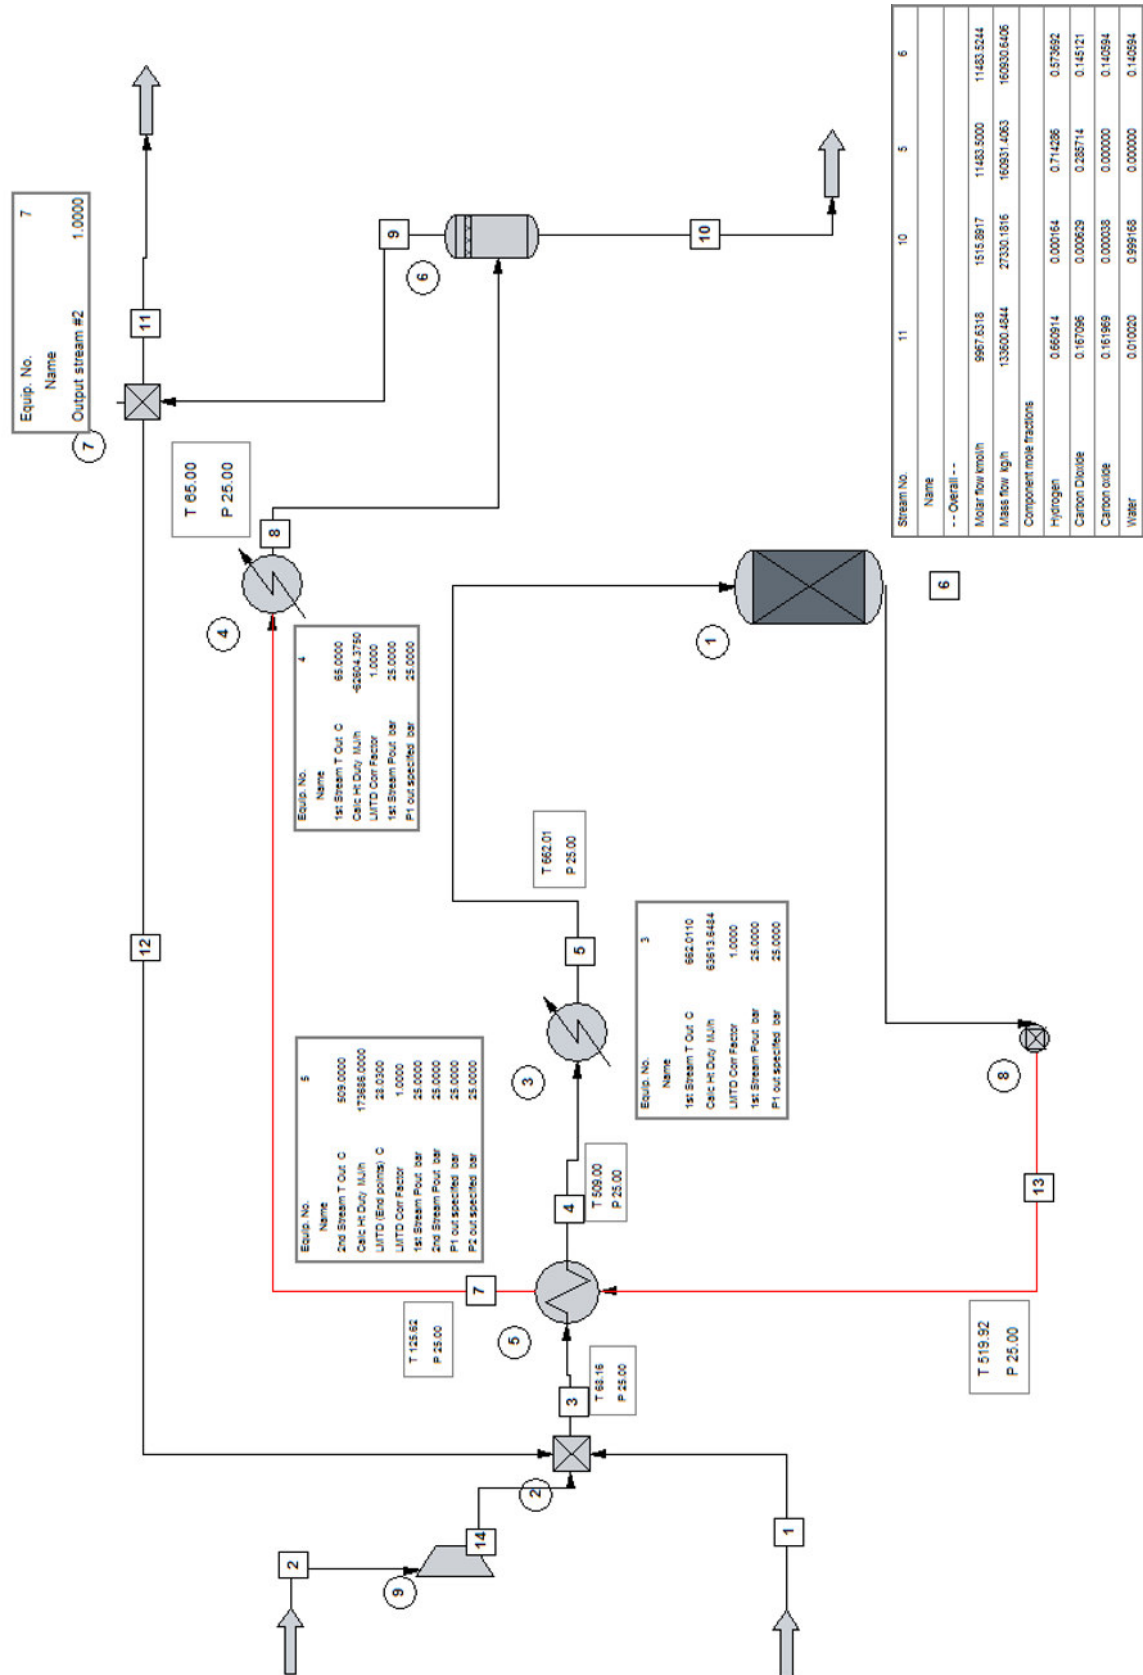 Equip. No. 7
Name
Output stream #2 1.0000
7
11
12
T 65.00
P 25.00
8
4
Equip. No. 4
Name
1st Stream T Out C 65.0000
Calc Ht Duty MJ/h -62604.3750
LMTD Corr Factor 1.0000
1st Stream Pout bar 25.0000
P1 out specified bar 25.0000
9
6
10
2
9
14
2
Equip. No. 5
Name
2nd Stream T Out C 509.0000
Calc Ht Duty MJ/h 173686.0000
LMTD (End points) C 28.0300
LMTD Corr Factor 1.0000
1st Stream Pout bar 25.0000
2nd Stream Pout bar 25.0000
P1 out specified bar 25.0000
P2 out specified bar 25.0000
T 125.62
P 25.00
7
5
3
T 68.16
P 25.00
4
T 509.00
P 25.00
3
5
T 662.01
P 25.00
Equip. No. 3
Name
1st Stream T Out C 662.0110
Calc Ht Duty MJ/h 63613.6484
LMTD Corr Factor 1.0000
1st Stream Pout bar 25.0000
P1 out specified bar 25.0000
1
6
1
8
13
T 519.92
P 25.00
Stream No. 11 10 5 6
Name
- - Overall - -
Molar flow kmol/h 9967.6318 1515.8917 11483.5000 11483.5244
Mass flow kg/h 133600.4844 27330.1816 160931.4063 160930.6406
Component mole fractions
Hydrogen 0.660914 0.000164 0.714286 0.573692
Carbon Dioxide 0.167096 0.000629 0.285714 0.145121
Carbon oxide 0.161969 0.000038 0.000000 0.140594
Water 0.010020 0.999168 0.000000 0.140594